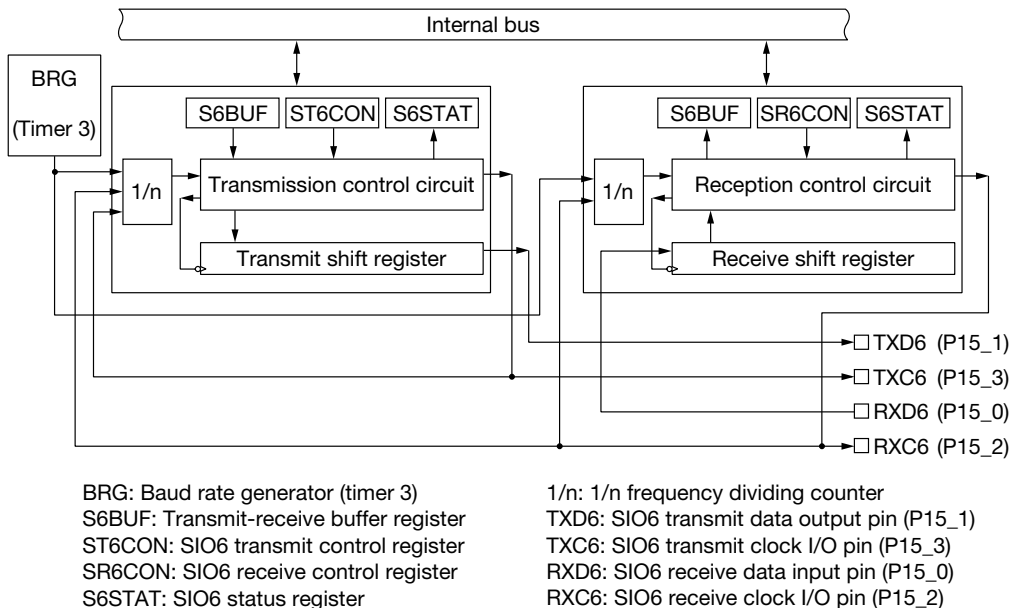 Internal bus
BRG
(Timer 3)
S6BUF
ST6CON
S6STAT
S6BUF
SR6CON
S6STAT
1/n
Transmission control circuit
1/n
Reception control circuit
Transmit shift register
Receive shift register
TXD6 (P15_1)
TXC6 (P15_3)
RXD6 (P15_0)
RXC6 (P15_2)
BRG: Baud rate generator (timer 3)
S6BUF: Transmit-receive buffer register
ST6CON: SIO6 transmit control register
SR6CON: SIO6 receive control register
S6STAT: SIO6 status register
1/n: 1/n frequency dividing counter
TXD6: SIO6 transmit data output pin (P15_1)
TXC6: SIO6 transmit clock I/O pin (P15_3)
RXD6: SIO6 receive data input pin (P15_0)
RXC6: SIO6 receive clock I/O pin (P15_2)